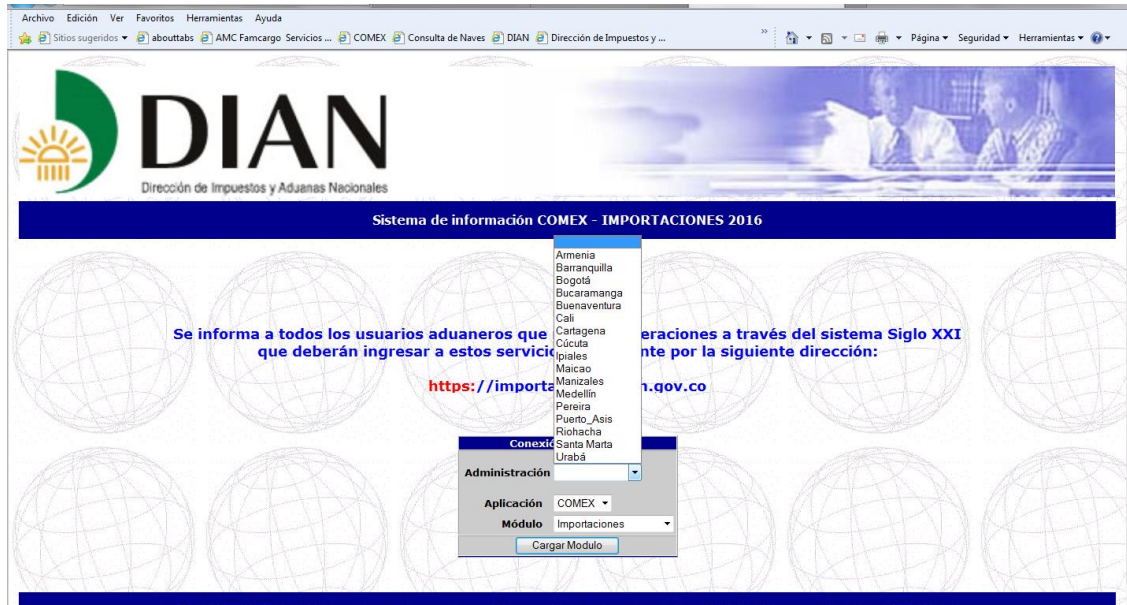 Archivo Edición Ver Favoritos Herramientas Ayuda
Sitios sugeridos abouttabs AMC Famcargo Servicios ... COMEX Consulta de Naves DIAN Dirección de Impuestos y ... » Página Seguridad Herramientas
DIAN
Dirección de Impuestos y Aduanas Nacionales
Sistema de información COMEX - IMPORTACIONES 2016
Armenia
Barranquilla
Bogotá
Bucaramanga
Buenaventura
Cali
Cartagena
Cúcuta
Ipiales
Maicao
Manizales
Medellín
Pereira
Puerto_Asis
Riohacha
Santa Marta
Urabá
Se informa a todos los usuarios aduaneros que eraciones a través del sistema Siglo XXI
que deberán ingresar a estos servicio nte por la siguiente dirección:
https://importa n.gov.co
Conexió
Administración
Aplicación COMEX
Módulo Importaciones
Cargar Modulo